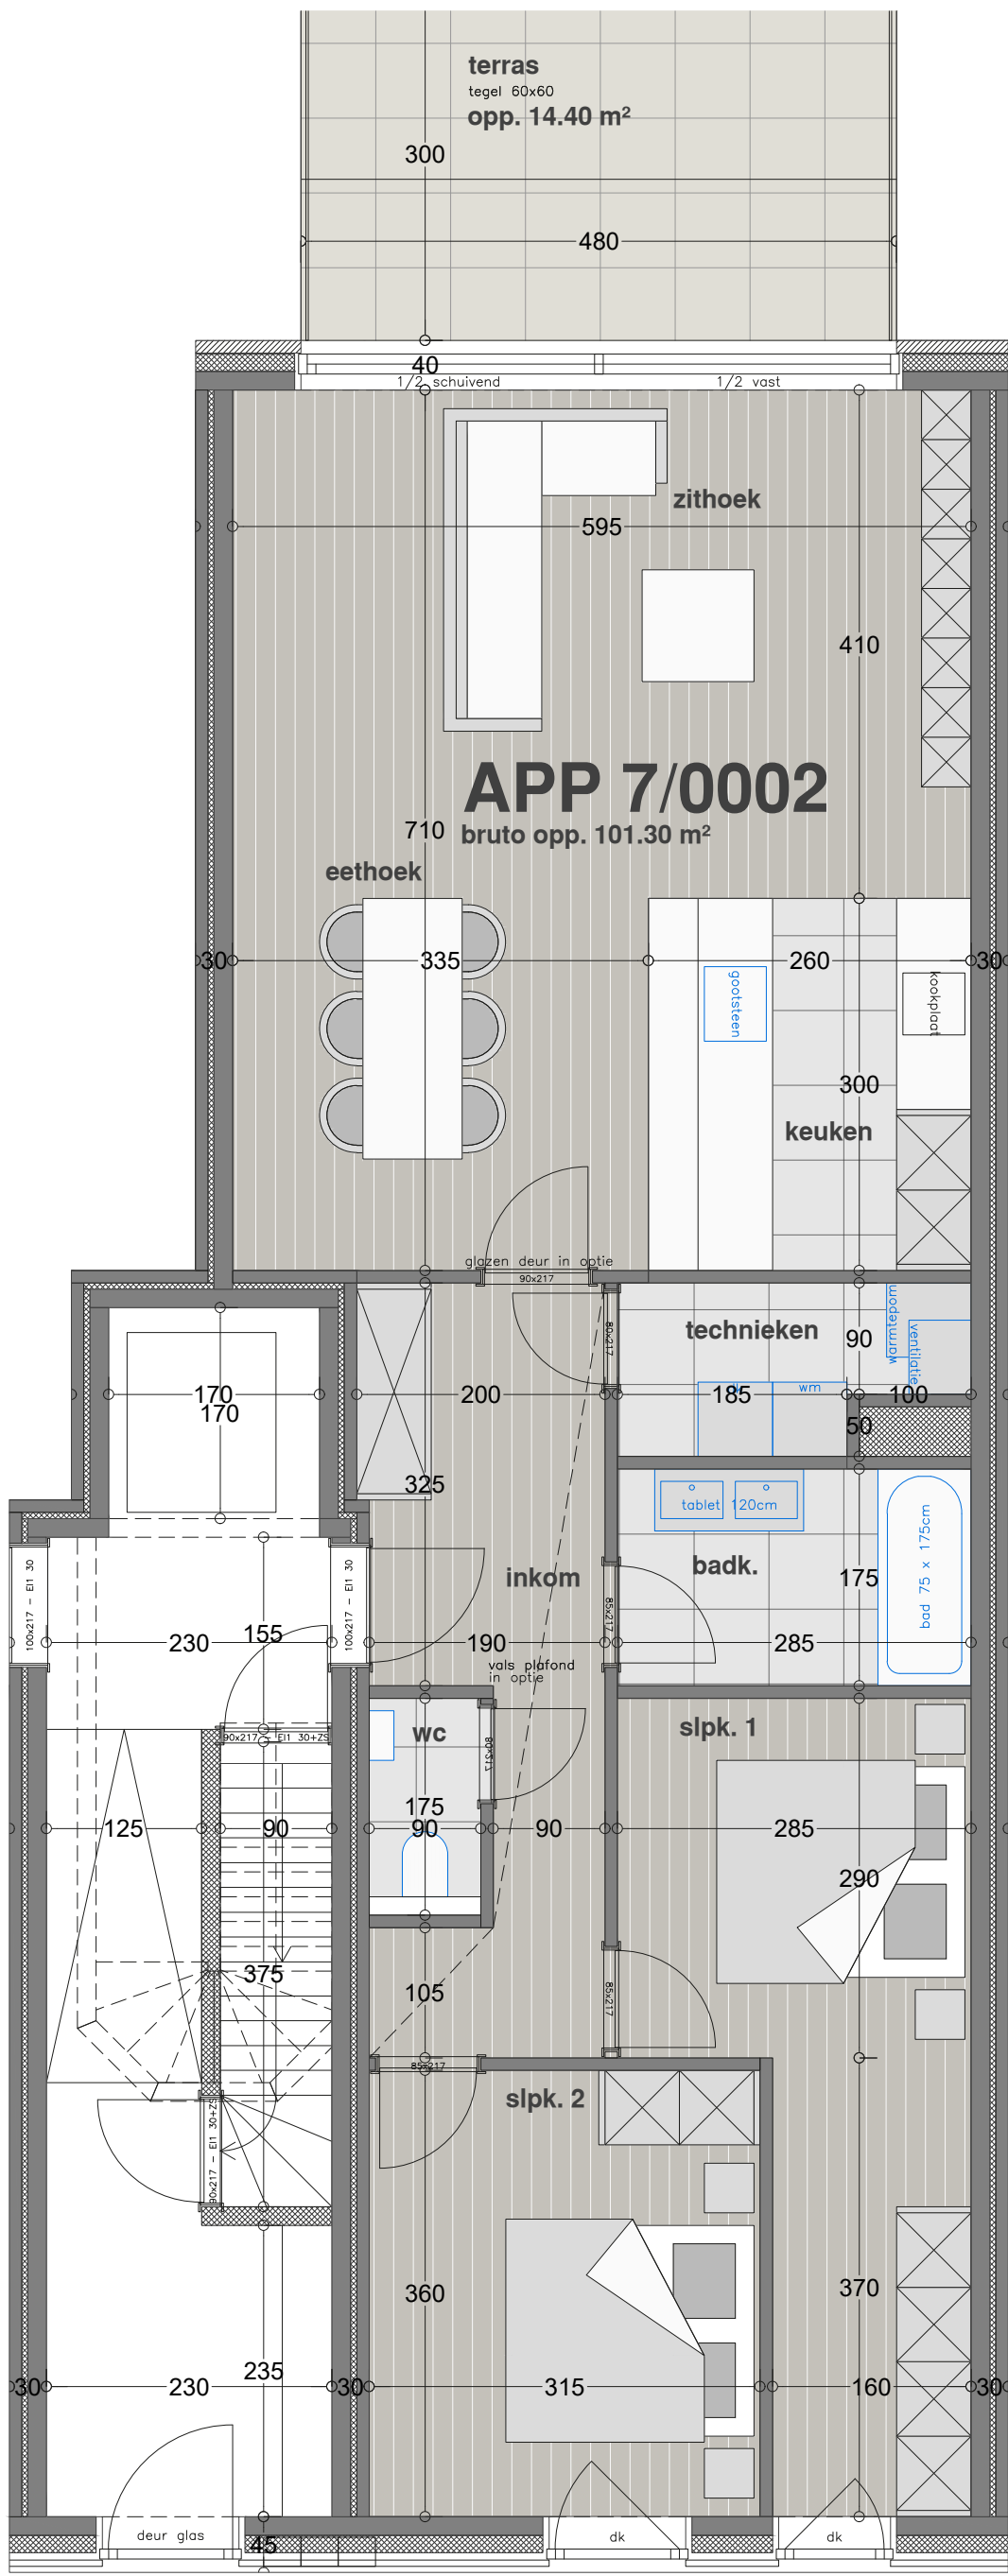 terras
tegel 60x60
opp. 14.40 m²
300
480
40
1/2 schuivend
1/2 vast
zithoek
595
410
APP 7/0002
710
bruto opp. 101.30 m²
eethoek
30
335
260
30
gootsteen
kookplaat
300
keuken
glazen deur in optie
90x217
technieken
80x217
90
warmtepom
ventilatie
170
170
200
185
wm
100
50
325
tablet 120cm
badk.
bad 75 x 175cm
175
inkom
100x217 - EI1 30
100x217 - EI1 30
85x217
230
155
190
285
vals plafond
in optie
wc
slpk. 1
90x217 - EI1 30+ZS
80x217
175
125
90
90
90
285
290
375
105
85x217
85x217
slpk. 2
90x217 - EI1 30+ZS
360
370
235
30
230
30
315
160
30
deur glas
45
dk
dk